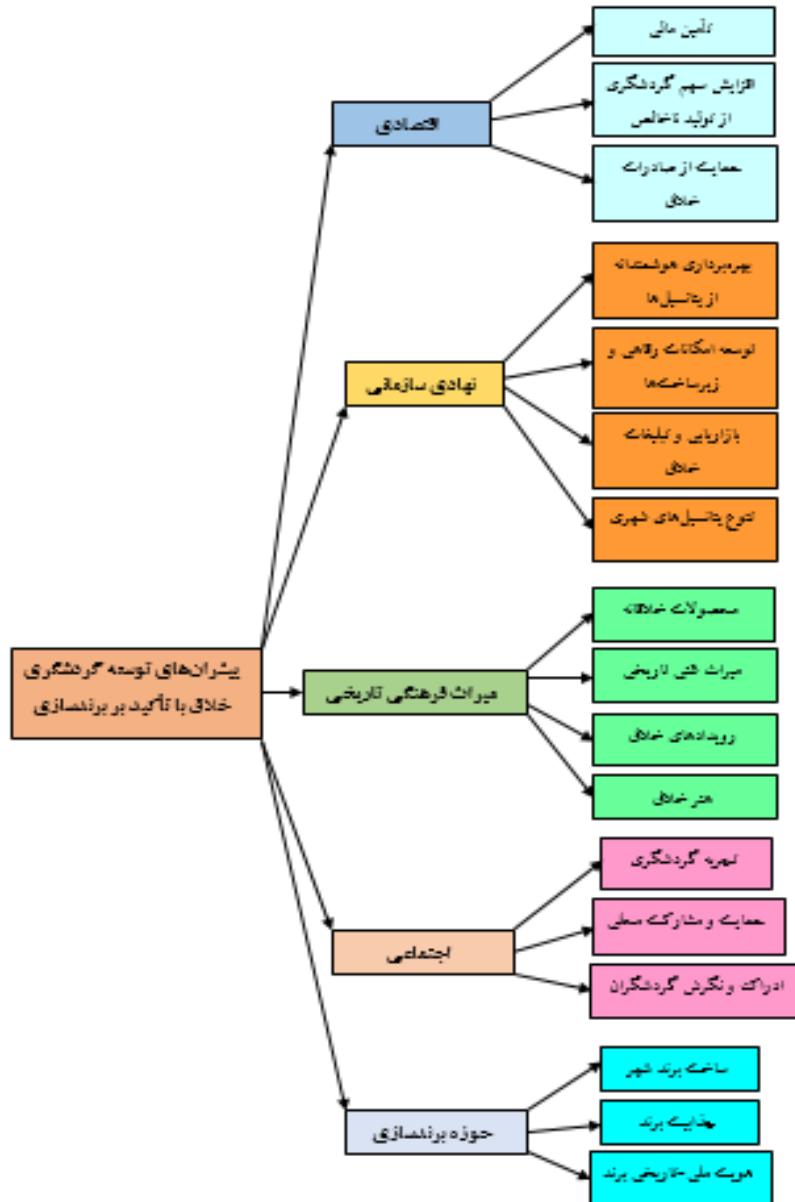 پیشران‌های توسعه گردشگری
خلاق با تأکید بر برندسازی
اقتصادی
تأمین مالی
افزایش سهم گردشگری
از تولید ناخالص
حمایت از صادرات
خلاق
نهادی سازمانی
بهره‌برداری هوشمندانه
از پتانسیل‌ها
توسعه امکانات رفاهی و
زیرساخت‌ها
بازاریابی و تبلیغات
خلاق
تنوع پتانسیل‌های شهری
میراث فرهنگی تاریخی
محصولات خلاقانه
میراث غنی تاریخی
رویدادهای خلاق
هنر خلاق
اجتماعی
تجربه گردشگری
حمایت و مشارکت محلی
ادراک و نگرش گردشگران
حوزه برندسازی
ساخت برند شهر
جذابیت برند
هویت ملی-تاریخی برند